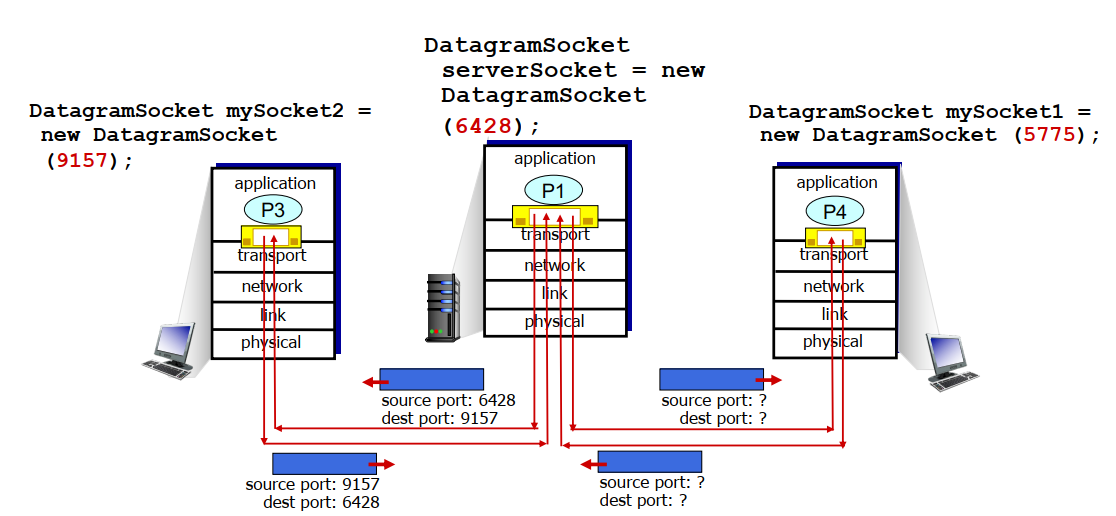 DatagramSocket
serverSocket = new
DatagramSocket
(6428);
DatagramSocket mySocket2 =
new DatagramSocket
(9157);
DatagramSocket mySocket1 =
new DatagramSocket (5775);
application
P3
transport
network
link
physical
application
P1
transport
network
link
physical
application
P4
transport
network
link
physical
source port: 6428
dest port: 9157
source port: ?
dest port: ?
source port: 9157
dest port: 6428
source port: ?
dest port: ?